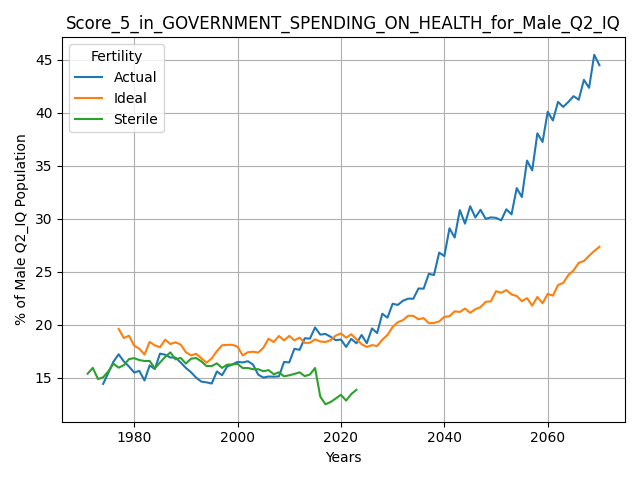 Score_5_in_GOVERNMENT_SPENDING_ON_HEALTH_for_Male_Q2_IQ
Fertility
Actual
Ideal
Sterile
% of Male Q2_IQ Population
45
40
35
30
25
20
15
1980
2000
2020
2040
2060
Years